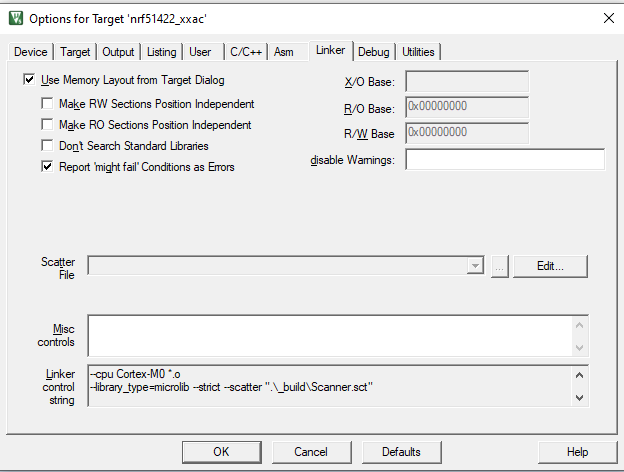 Options for Target 'nrf51422_xxac'
Device Target Output Listing User C/C++ Asm Linker Debug Utilities
Use Memory Layout from Target Dialog
X/O Base:
Make RW Sections Position Independent
R/O Base: 0x00000000
Make RO Sections Position Independent
R/W Base 0x00000000
Don't Search Standard Libraries
disable Warnings:
Report 'might fail' Conditions as Errors
Scatter
File
... Edit...
Misc
controls
Linker
control
string
--cpu Cortex-M0 *.o
--library_type=microlib --strict --scatter ".\_build\Scanner.sct"
OK Cancel Defaults Help